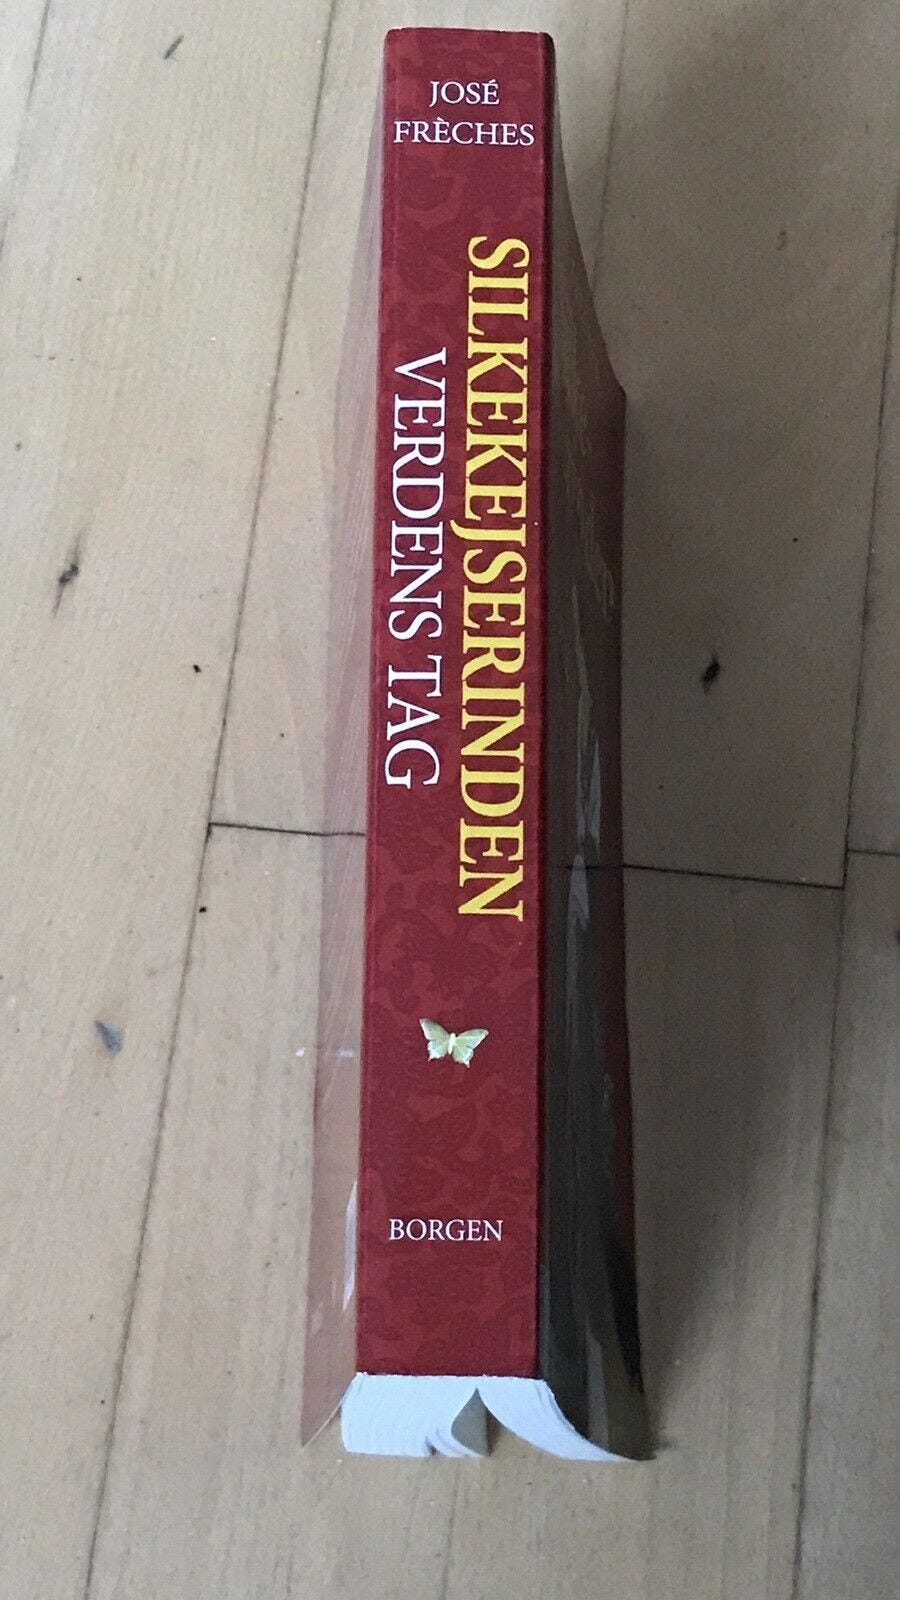 JOSÉ
FRÈCHES
SILKEKEJSERINDEN
VERDENS TAG
BORGEN